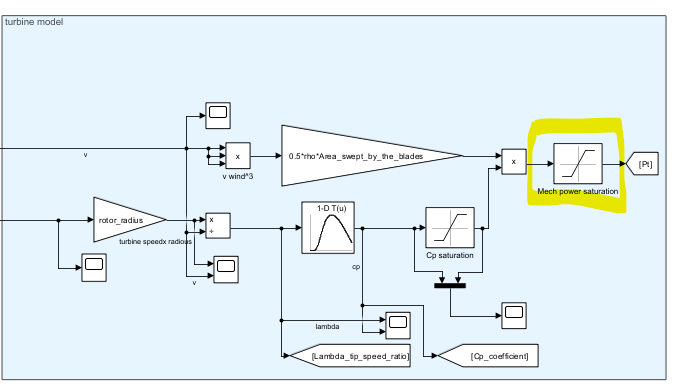 turbine model
v
x
v wind^3
0.5*rho*Area_swept_by_the_blades
x
Mech power saturation
[Pt]
rotor_radius
turbine speedx radious
x
÷
v
1-D T(u)
cp
Cp saturation
lambda
[Lambda_tip_speed_ratio]
[Cp_coefficient]